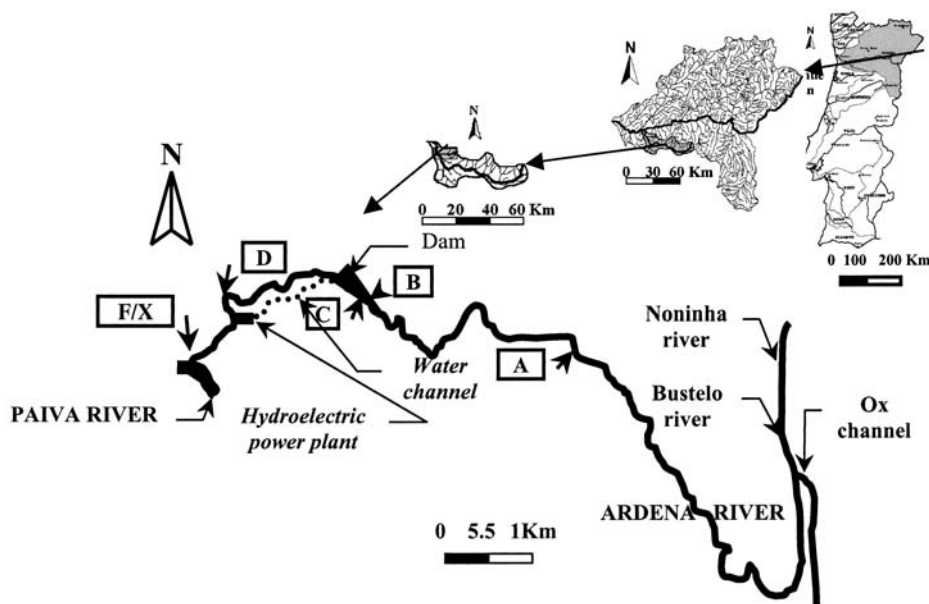 N
N
N
0 30 60
Km
0 20 40 60 Km
0 100 200 Km
Dam
D
B
F/X
C
A
Noninha
river
Water
channel
Bustelo
river
Ox
channel
PAIVA RIVER
Hydroelectric
power plant
ARDENA RIVER
0 5.5 1Km